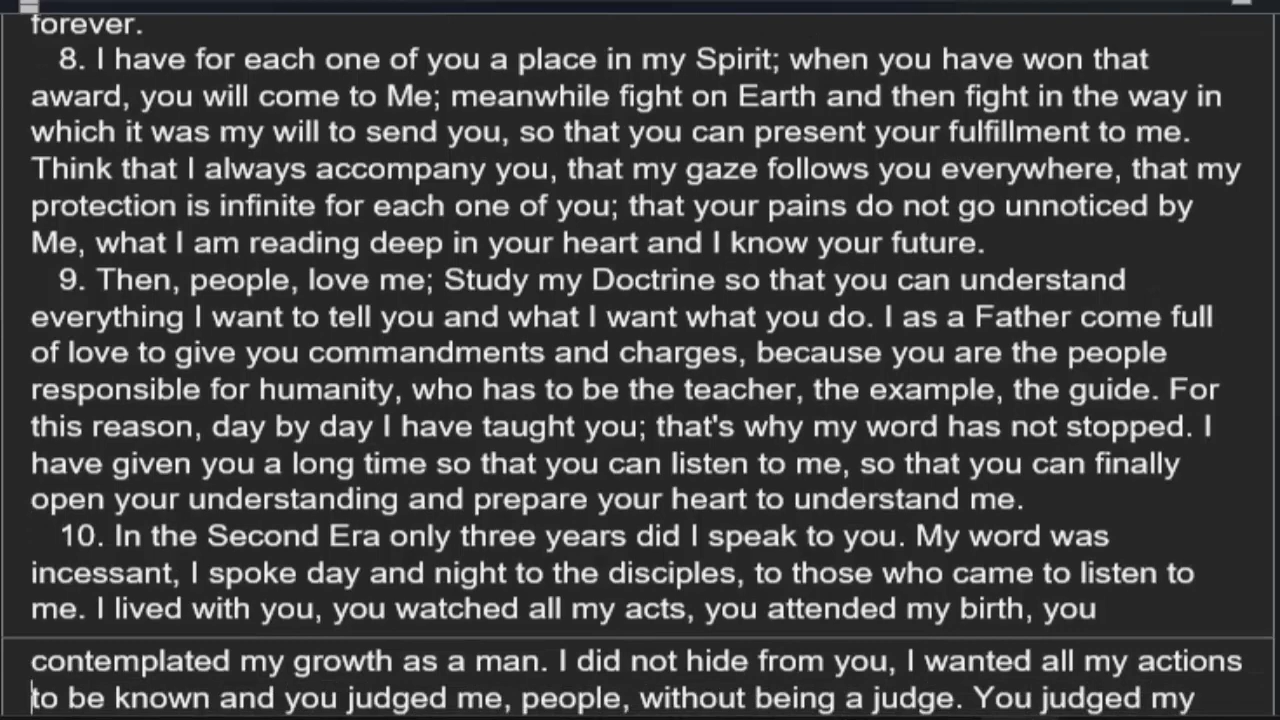 forever.
8. I have for each one of you a place in my Spirit; when you have won that
award, you will come to Me; meanwhile fight on Earth and then fight in the way in
which it was my will to send you, so that you can present your fulfillment to me.
Think that I always accompany you, that my gaze follows you everywhere, that my
protection is infinite for each one of you; that your pains do not go unnoticed by
Me, what I am reading deep in your heart and I know your future.
9. Then, people, love me; Study my Doctrine so that you can understand
everything I want to tell you and what I want what you do. I as a Father come full
of love to give you commandments and charges, because you are the people
responsible for humanity, who has to be the teacher, the example, the guide. For
this reason, day by day I have taught you; that's why my word has not stopped. I
have given you a long time so that you can listen to me, so that you can finally
open your understanding and prepare your heart to understand me.
10. In the Second Era only three years did I speak to you. My word was
incessant, I spoke day and night to the disciples, to those who came to listen to
me. I lived with you, you watched all my acts, you attended my birth, you
contemplated my growth as a man. I did not hide from you, I wanted all my actions
to be known and you judged me, people, without being a judge. You judged my